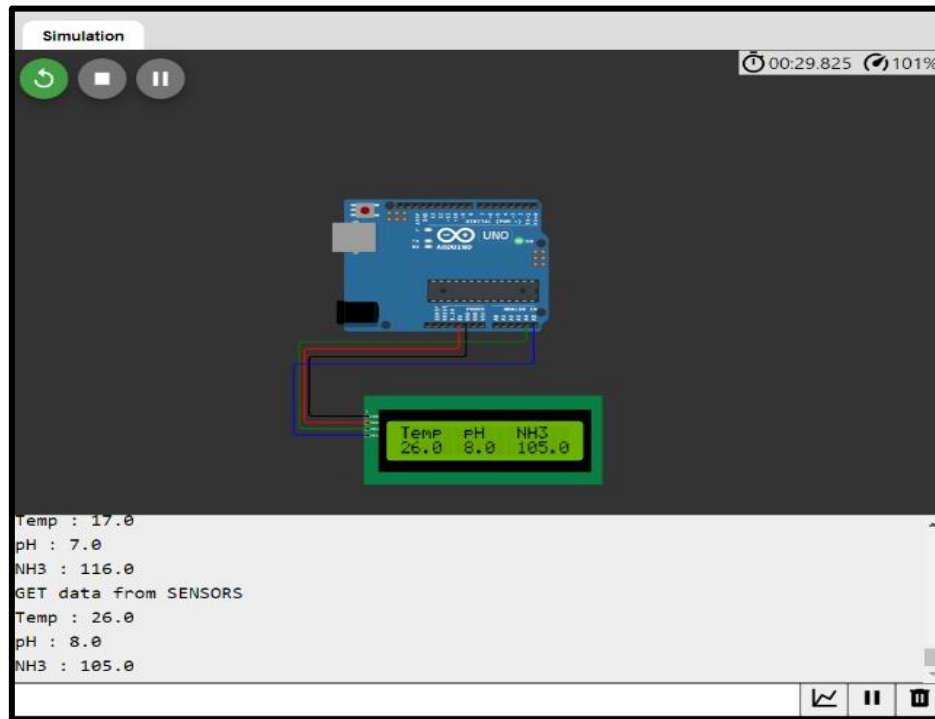 Simulation
00:29.825 101%
UNO
ARDUINO
Temp pH NH3
26.0 8.0 105.0
Temp : 17.0
pH : 7.0
NH3 : 116.0
GET data from SENSORS
Temp : 26.0
pH : 8.0
NH3 : 105.0